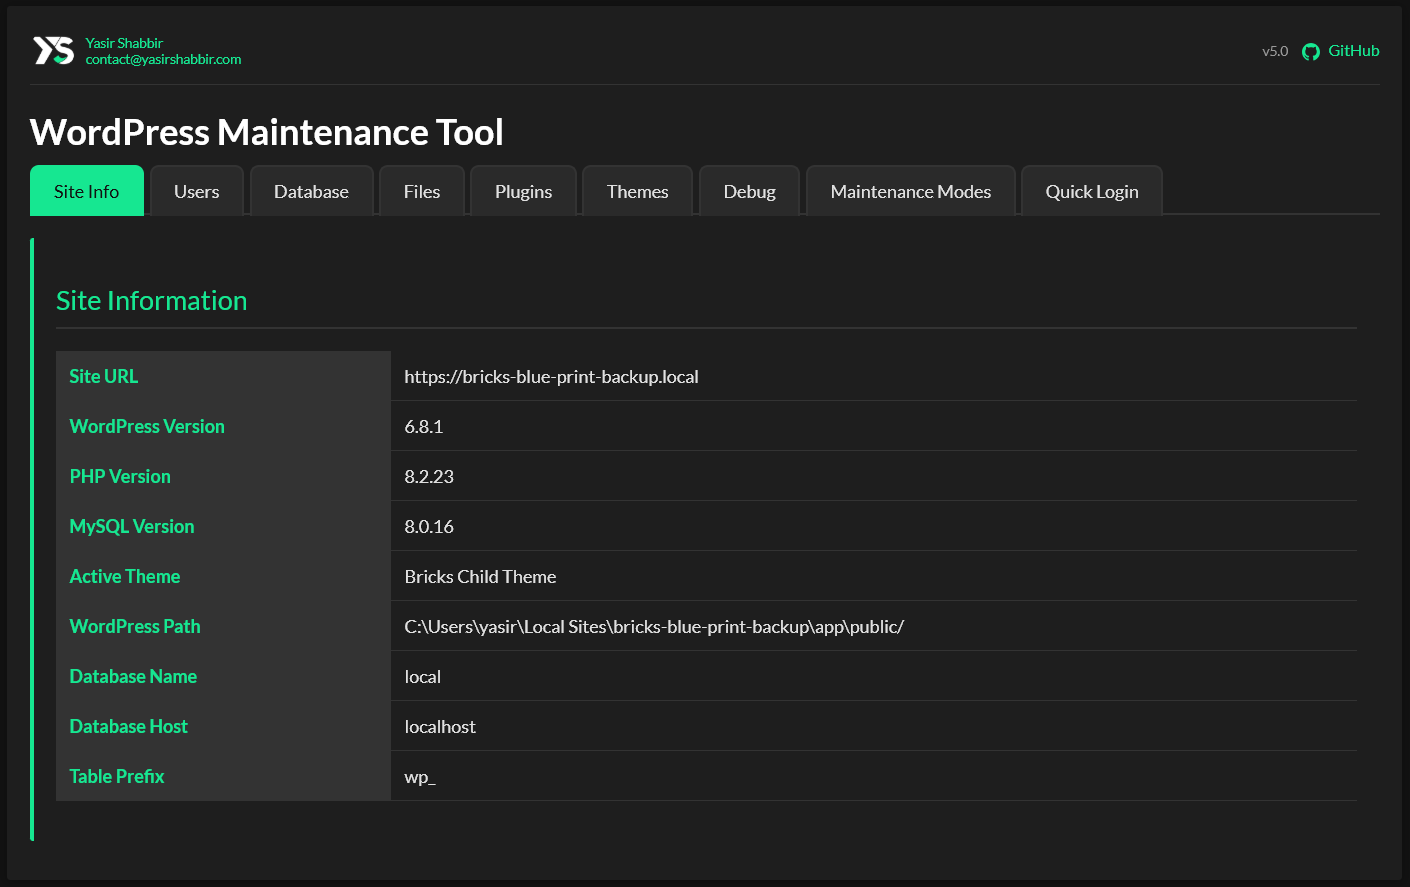 YS
Yasir Shabbir
contact@yasirshabbir.com
v5.0 GitHub
WordPress Maintenance Tool
Site Info Users Database Files Plugins Themes Debug Maintenance Modes Quick Login
Site Information
Site URL https://bricks-blue-print-backup.local
WordPress Version 6.8.1
PHP Version 8.2.23
MySQL Version 8.0.16
Active Theme Bricks Child Theme
WordPress Path C:\Users\yasir\Local Sites\bricks-blue-print-backup\app\public/
Database Name local
Database Host localhost
Table Prefix wp_